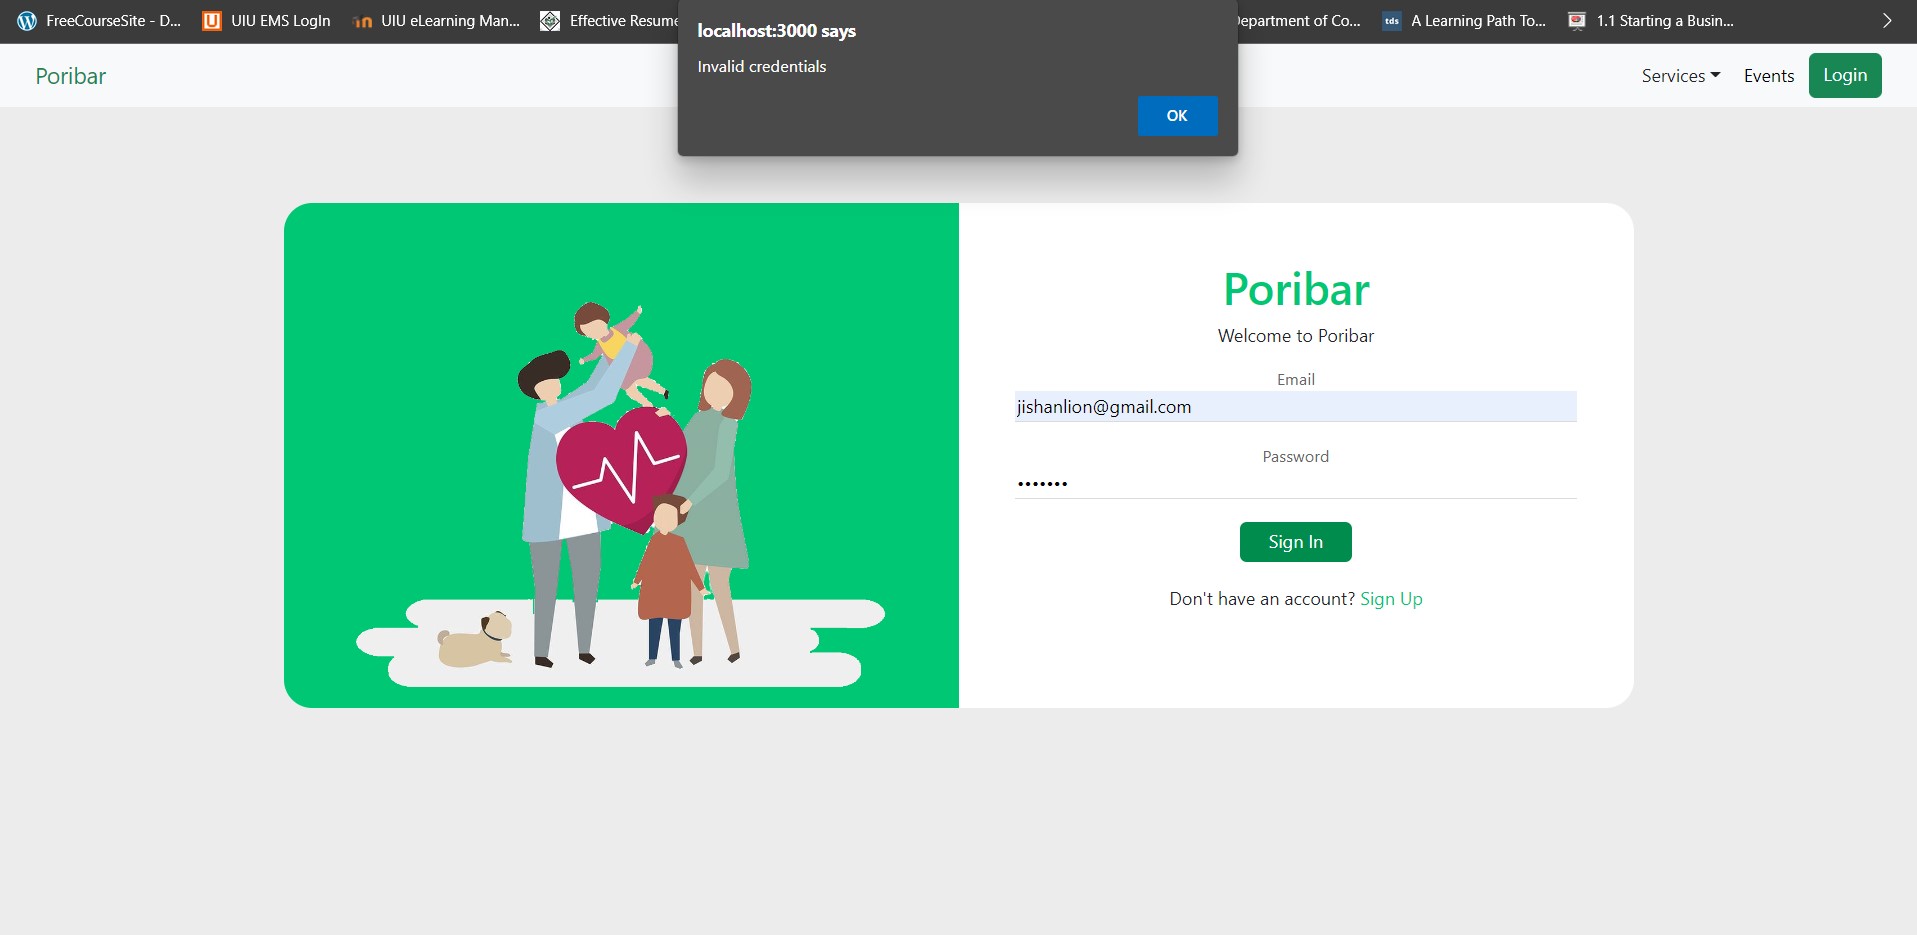 FreeCourseSite - D...
UIU EMS LogIn
UIU eLearning Man...
Effective Resume
Department of Co...
tds
A Learning Path To...
1.1 Starting a Busin...
localhost:3000 says
Invalid credentials
OK
Poribar
Services
Events
Login
Poribar
Welcome to Poribar
Email
jishanlion@gmail.com
Password
•••••••
Sign In
Don't have an account? Sign Up